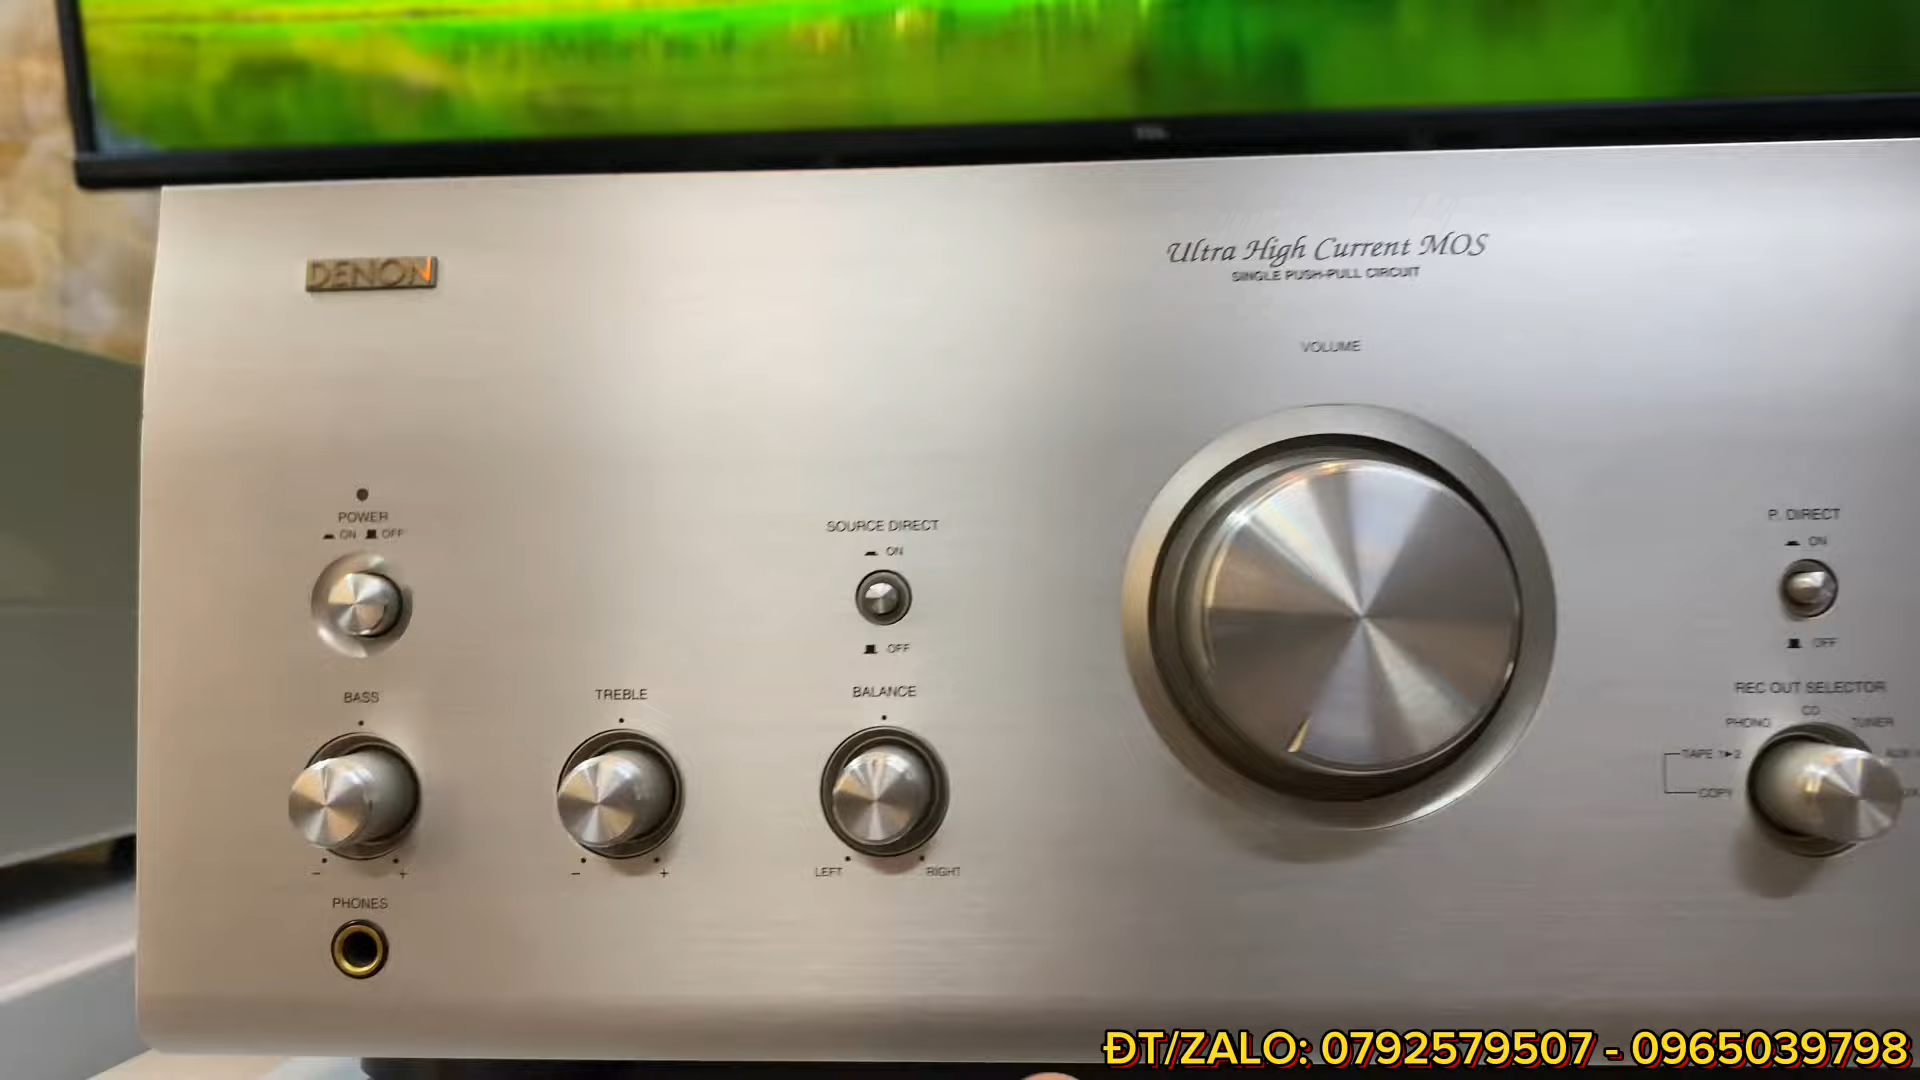 DENON
Ultra High Current MOS
SINGLE PUSH-PULL CIRCUIT
VOLUME
POWER
ON OFF
SOURCE DIRECT
ON
OFF
P. DIRECT
ON
OFF
BASS
- +
TREBLE
- +
BALANCE
LEFT RIGHT
REC OUT SELECTOR
CD
PHONO TUNER
TAPE 1▶2
COPY
PHONES
ĐT/ZALO: 0792579507 - 0965039798